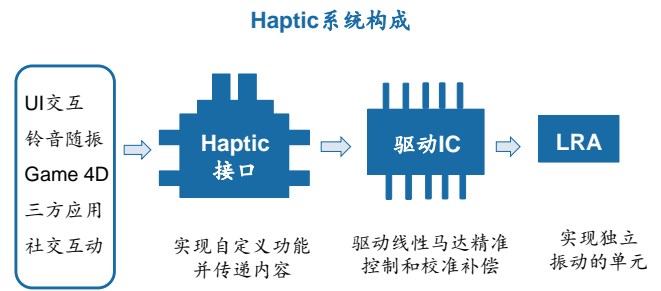 Haptic系统构成
UI交互
铃音随振
Game 4D
三方应用
社交互动
Haptic
接口
驱动IC
LRA
实现自定义功能
并传递内容
驱动线性马达精准
控制和校准补偿
实现独立
振动的单元